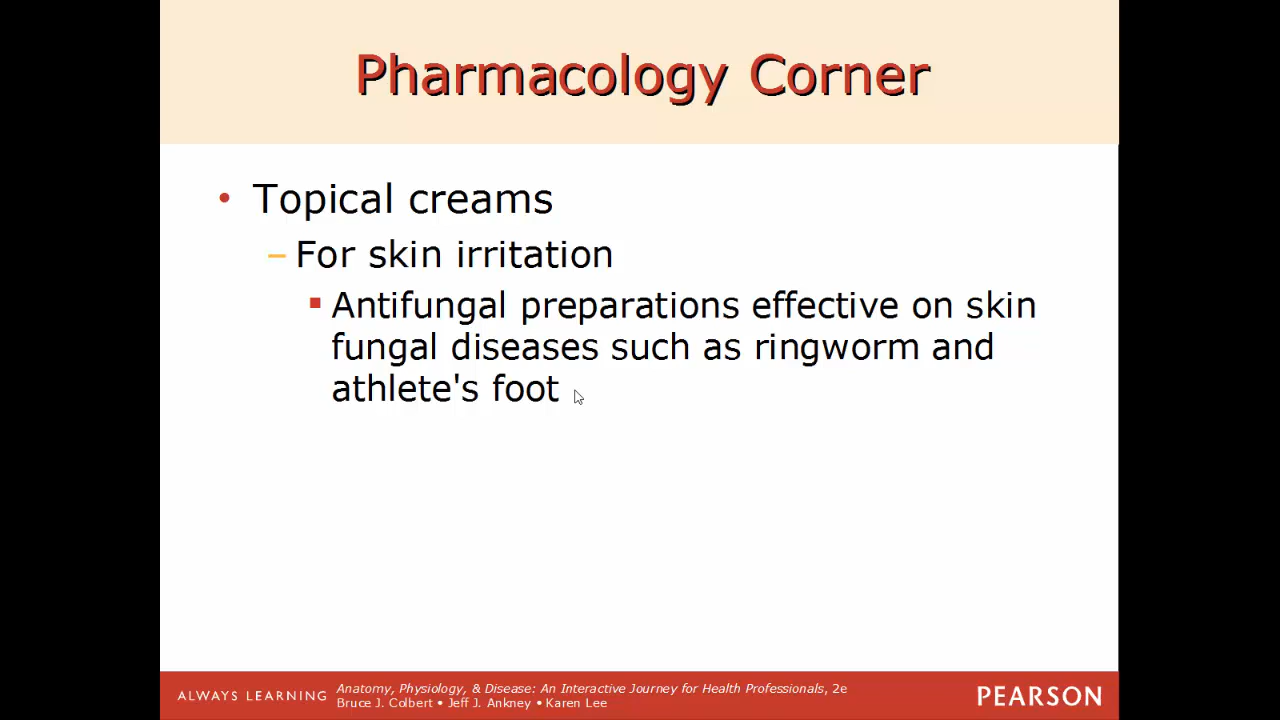 Pharmacology Corner
• Topical creams
– For skin irritation
▪ Antifungal preparations effective on skin
fungal diseases such as ringworm and
athlete's foot
ALWAYS LEARNING
Anatomy, Physiology, & Disease: An Interactive Journey for Health Professionals, 2e
Bruce J. Colbert • Jeff J. Ankney • Karen Lee
PEARSON